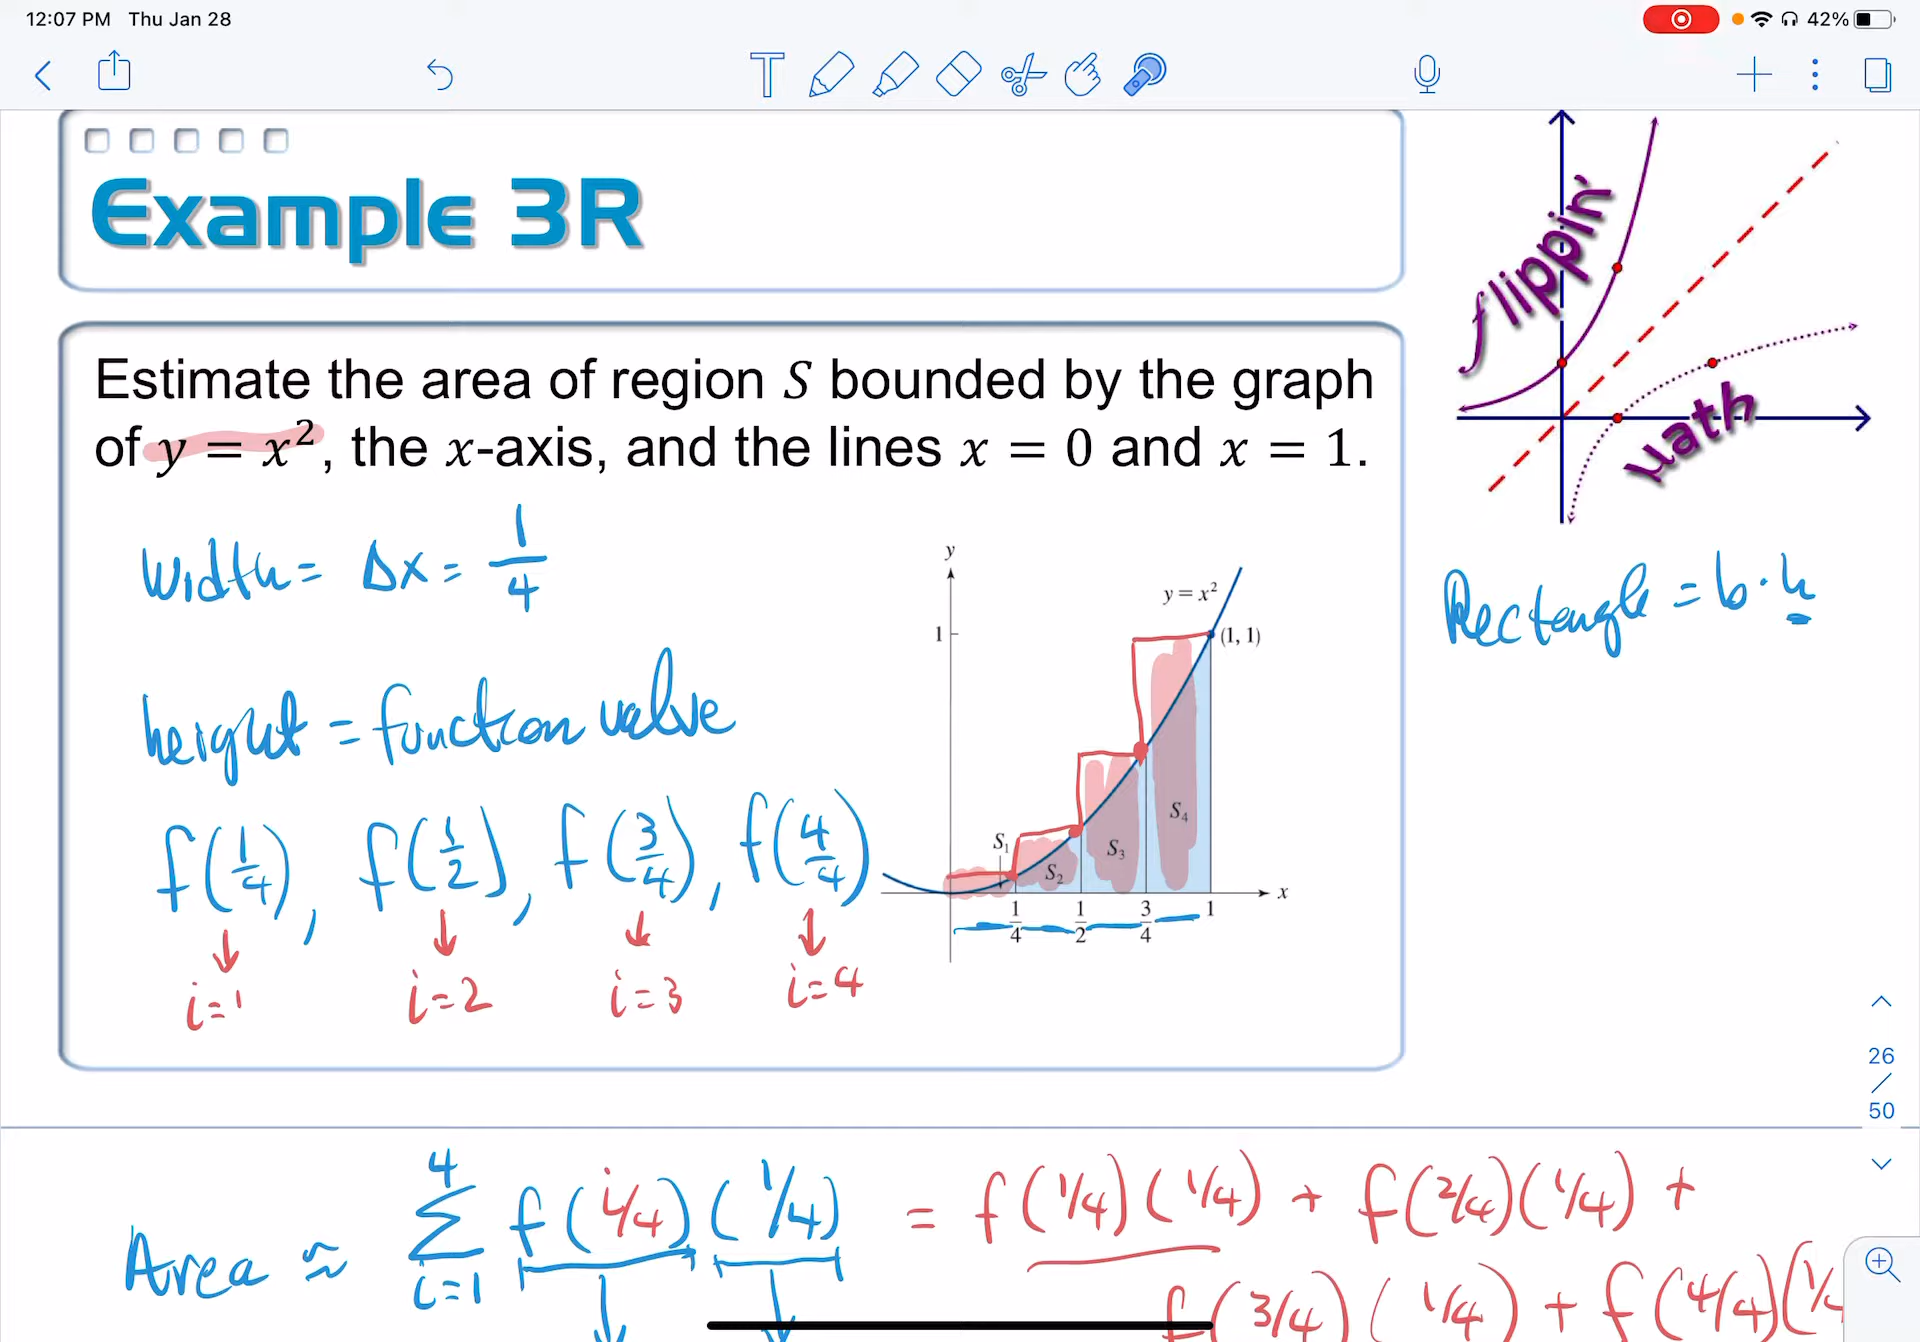 12:07 PM Thu Jan 28
42%
Example 3R
flippin'
math
Estimate the area of region S bounded by the graph
of y = x², the x-axis, and the lines x = 0 and x = 1.
width = Δx = 1/4
Rectangle = b · h
height = function value
f(1/4), f(1/2), f(3/4), f(4/4)
i=1 i=2 i=3 i=4
y
y = x²
1
(1, 1)
S₁
S₂
S₃
S₄
x
1/4 1/2 3/4 1
26
/
50
Area ≈ 4 Σ i=1 f(i/4)(1/4) = f(1/4)(1/4) + f(2/4)(1/4) +
f(3/4)(1/4) + f(4/4)(1/4